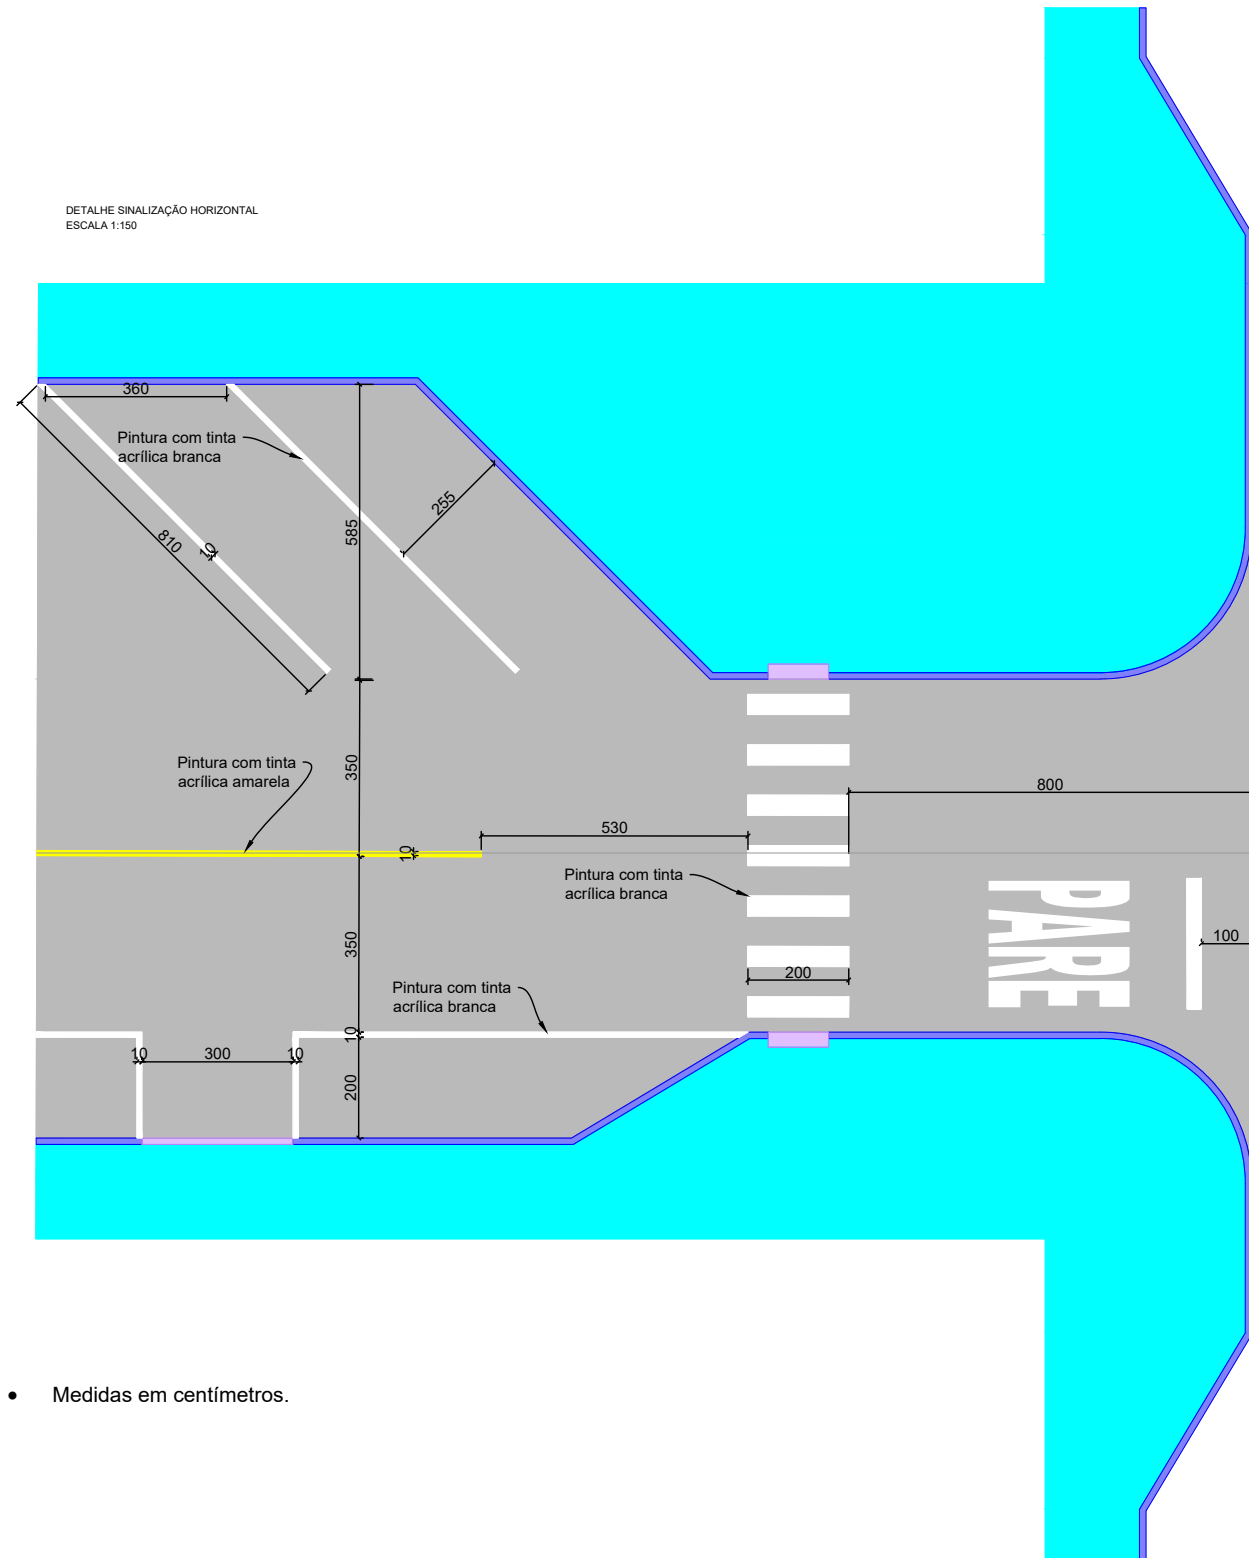 DETALHE SINALIZAÇÃO HORIZONTAL
ESCALA 1:150
360
Pintura com tinta
acrílica branca
255
585
810
10
350
Pintura com tinta
acrílica amarela
800
530
10
Pintura com tinta
acrílica branca
PARE
350
100
200
Pintura com tinta
acrílica branca
10
10
300
10
200
• Medidas em centímetros.